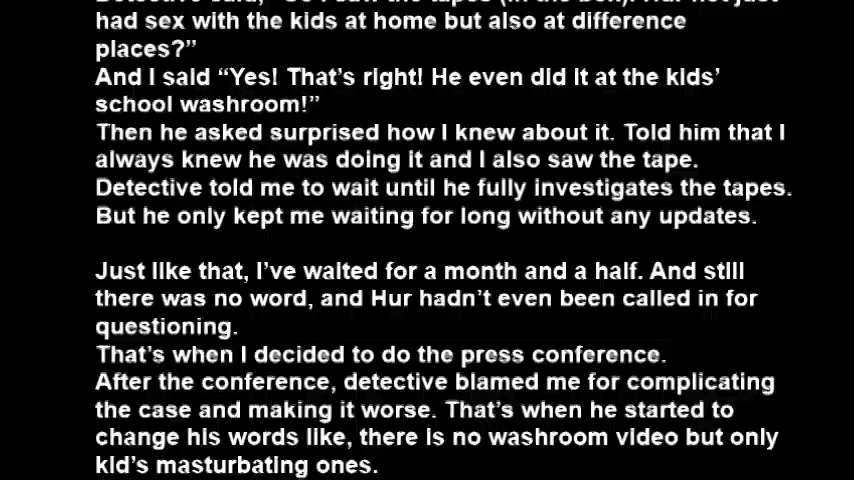 Detective said, “So I saw the tapes (in the box). Hur not just
had sex with the kids at home but also at difference
places?”
And I said “Yes! That’s right! He even did it at the kids’
school washroom!”
Then he asked surprised how I knew about it. Told him that I
always knew he was doing it and I also saw the tape.
Detective told me to wait until he fully investigates the tapes.
But he only kept me waiting for long without any updates.
Just like that, I’ve waited for a month and a half. And still
there was no word, and Hur hadn’t even been called in for
questioning.
That’s when I decided to do the press conference.
After the conference, detective blamed me for complicating
the case and making it worse. That’s when he started to
change his words like, there is no washroom video but only
kid’s masturbating ones.